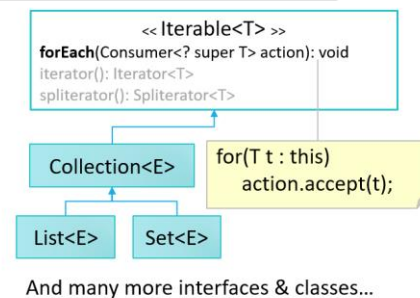 << Iterable<T> >>
forEach(Consumer<? super T> action): void
iterator(): Iterator<T>
spliterator(): Spliterator<T>
Collection<E>
for(T t : this)
action.accept(t);
List<E>
Set<E>
And many more interfaces & classes...